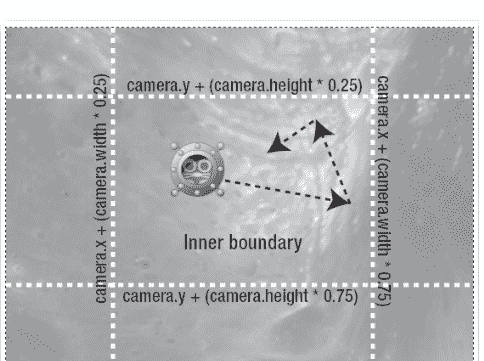 camera.y + (camera.height * 0.25)
camera.x + (camera.width * 0.25)
camera.x + (camera.width * 0.75)
Inner boundary
camera.y + (camera.height * 0.75)